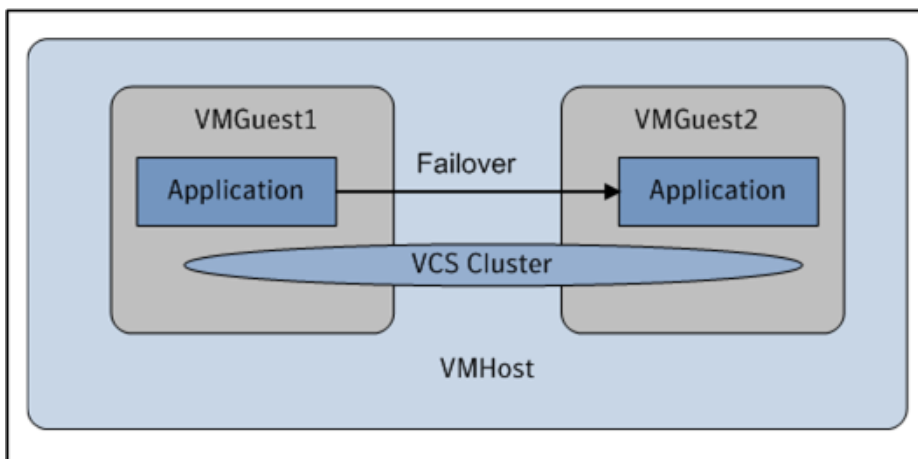 VMGuest1
VMGuest2
Application
Failover
Application
VCS Cluster
VMHost